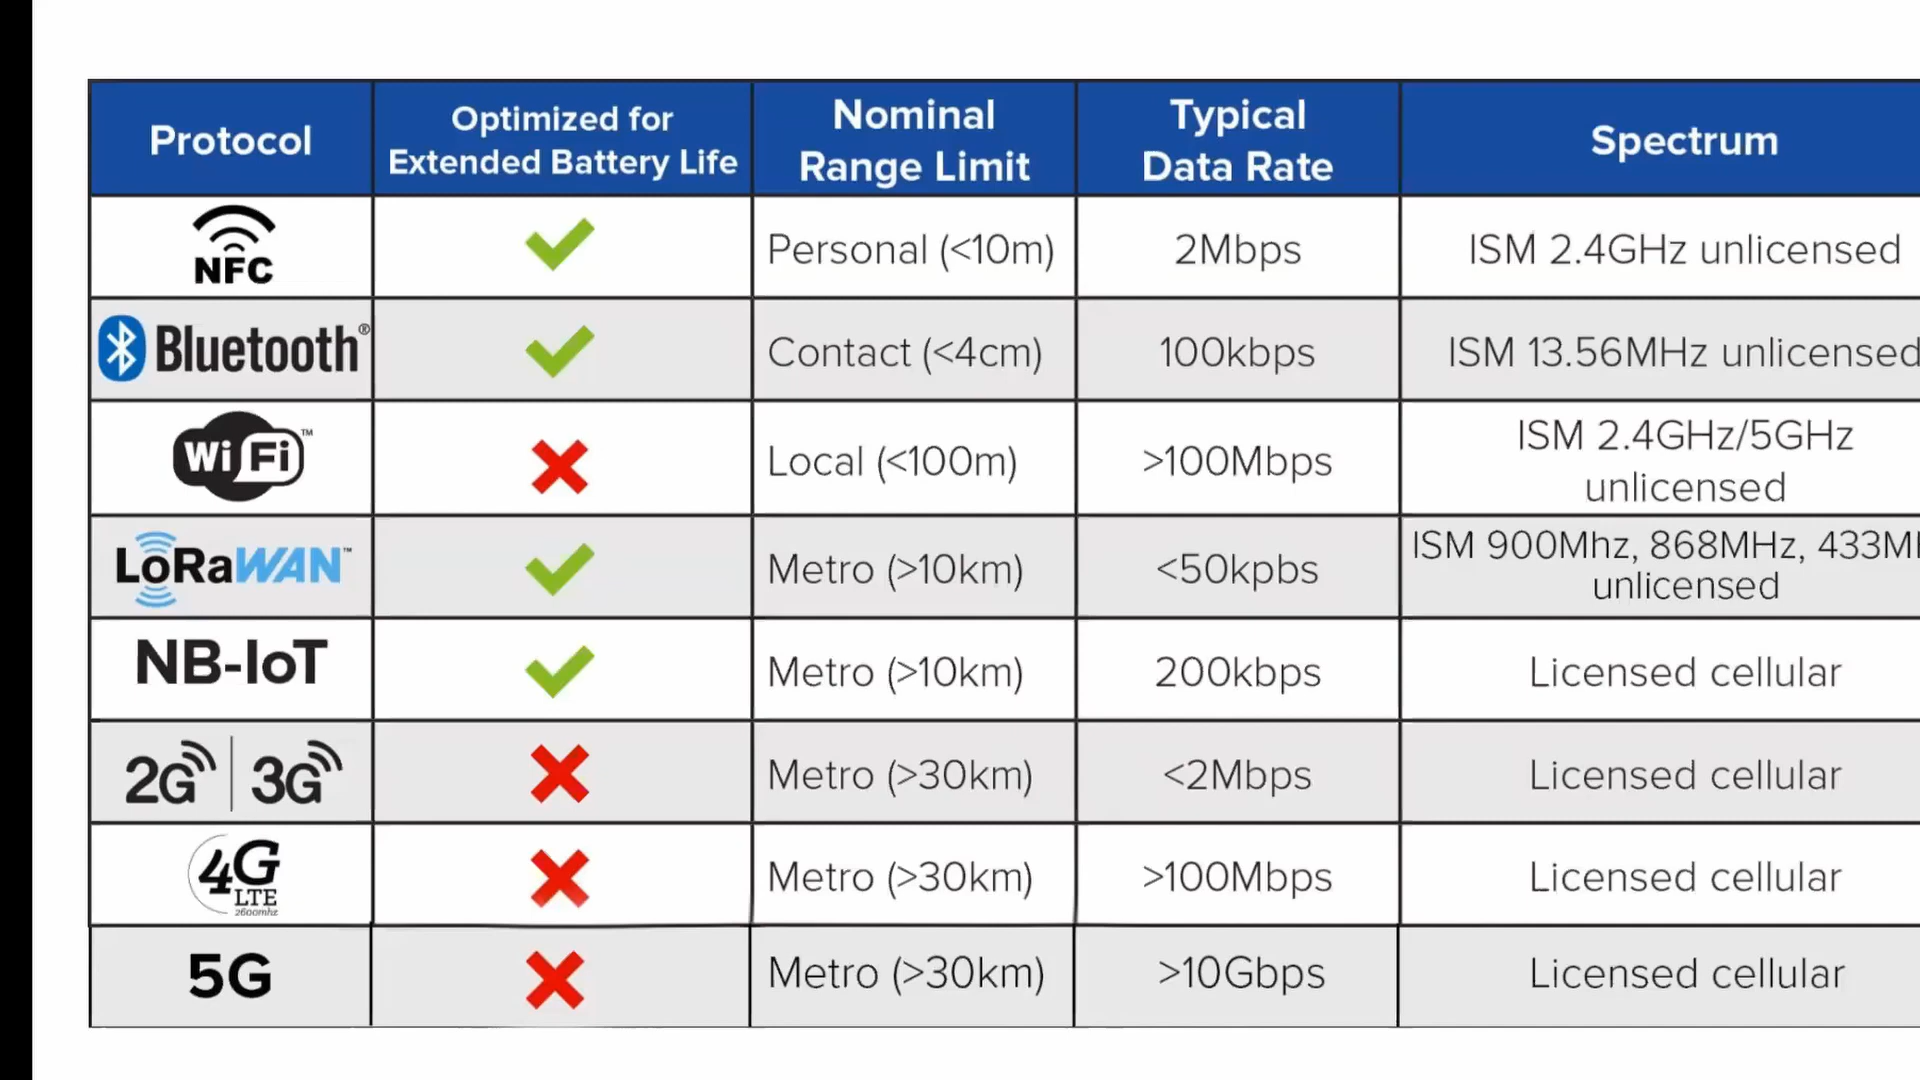 Protocol
Optimized for
Extended Battery Life
Nominal
Range Limit
Typical
Data Rate
Spectrum
NFC
Personal (<10m)
2Mbps
ISM 2.4GHz unlicensed
Bluetooth®
Contact (<4cm)
100kbps
ISM 13.56MHz unlicensed
WiFi™
Local (<100m)
>100Mbps
ISM 2.4GHz/5GHz
unlicensed
LoRaWAN™
Metro (>10km)
<50kpbs
ISM 900Mhz, 868MHz, 433M
unlicensed
NB-IoT
Metro (>10km)
200kbps
Licensed cellular
2G 3G
Metro (>30km)
<2Mbps
Licensed cellular
4G
LTE
2600mhz
Metro (>30km)
>100Mbps
Licensed cellular
5G
Metro (>30km)
>10Gbps
Licensed cellular